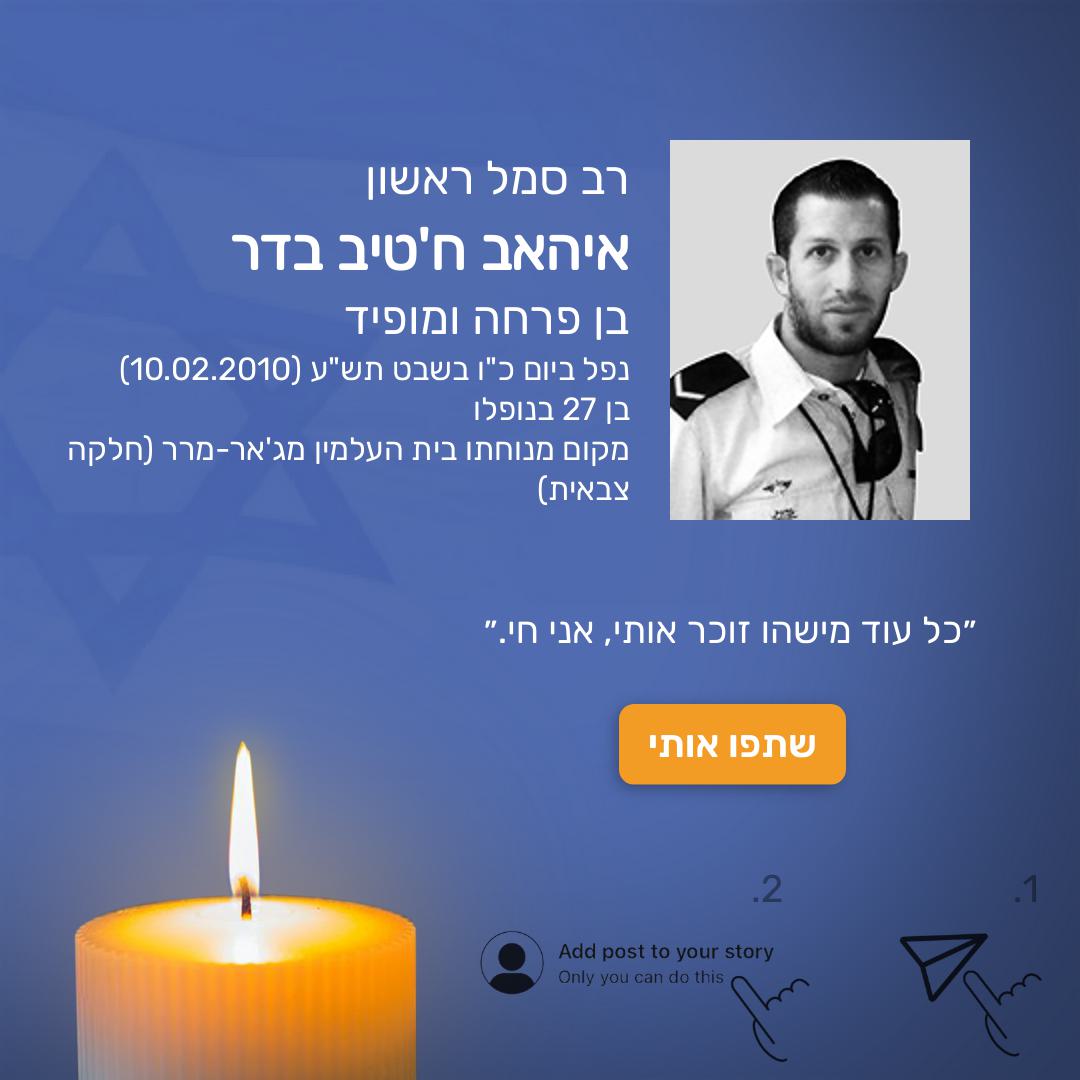 רב סמל ראשון
איהאב ח'טיב בדר
בן פרחה ומופיד
נפל ביום כ"ו בשבט תש"ע (10.02.2010)
בן 27 בנופלו
מקום מנוחתו בית העלמין מג'אר-מרר (חלקה
צבאית)
״כל עוד מישהו זוכר אותי, אני חי.״
שתפו אותי
.1
.2
Add post to your story
Only you can do this